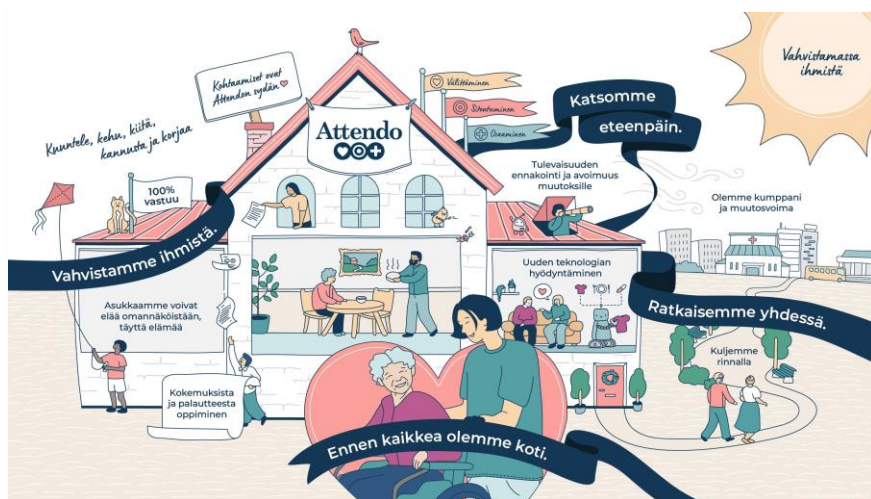 Kohtaamiset ovat
Attendon sydän
Kuuntele, kehu, kiitä,
kannusta ja korjaa
100%
vastuu
Vahvistamme ihmistä.
Attendo
Välittäminen
Sitoutuminen
Osaaminen
Katsomme
eteenpäin.
Vahvistamassa
ihmistä
Tulevaisuuden
ennakointi ja avoimuus
muutoksille
Olemme kumppani
ja muutosvoima
Asukkaamme voivat
elää omannäköistään,
täyttä elämää
Uuden teknologian
hyödyntäminen
Ratkaisemme yhdessä.
Kuljemme
rinnalla
Kokemuksista
ja palautteesta
oppiminen
Ennen kaikkea olemme koti.